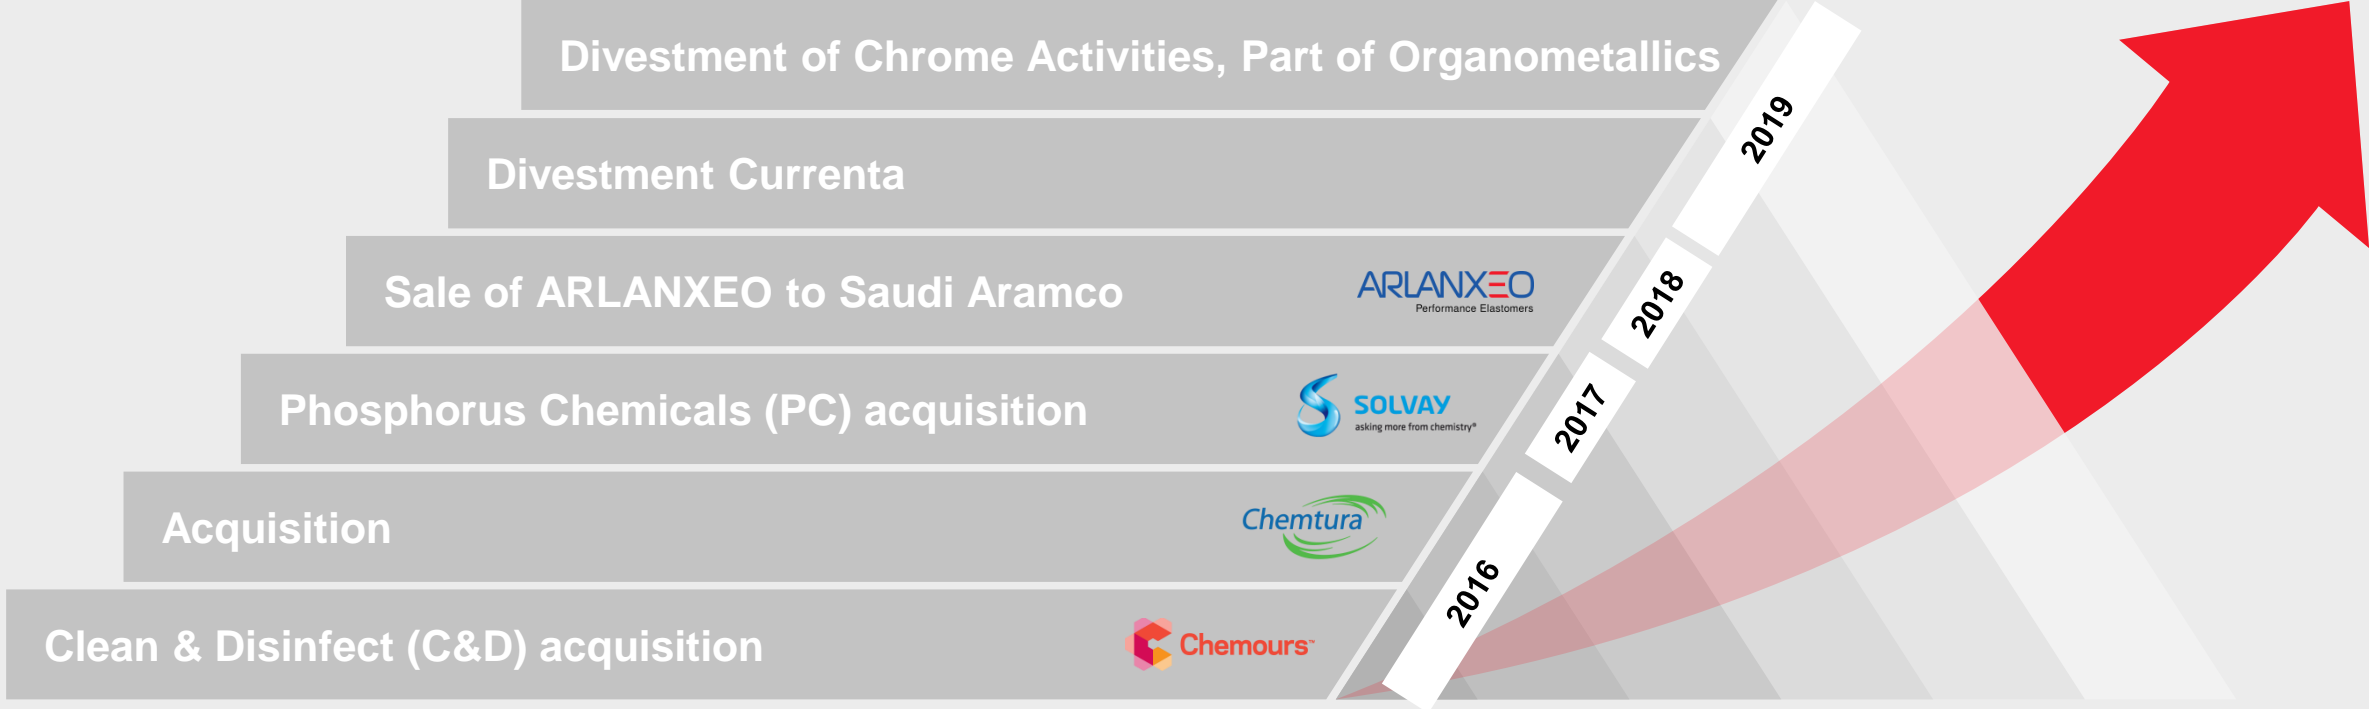 Divestment of Chrome Activities, Part of Organometallics
2019
Divestment Currenta
Sale of ARLANXEO to Saudi Aramco
ARLANXEO
Performance Elastomers
2018
Phosphorus Chemicals (PC) acquisition
SOLVAY
asking more from chemistry®
2017
Acquisition
Chemtura
2016
Clean & Disinfect (C&D) acquisition
Chemours™